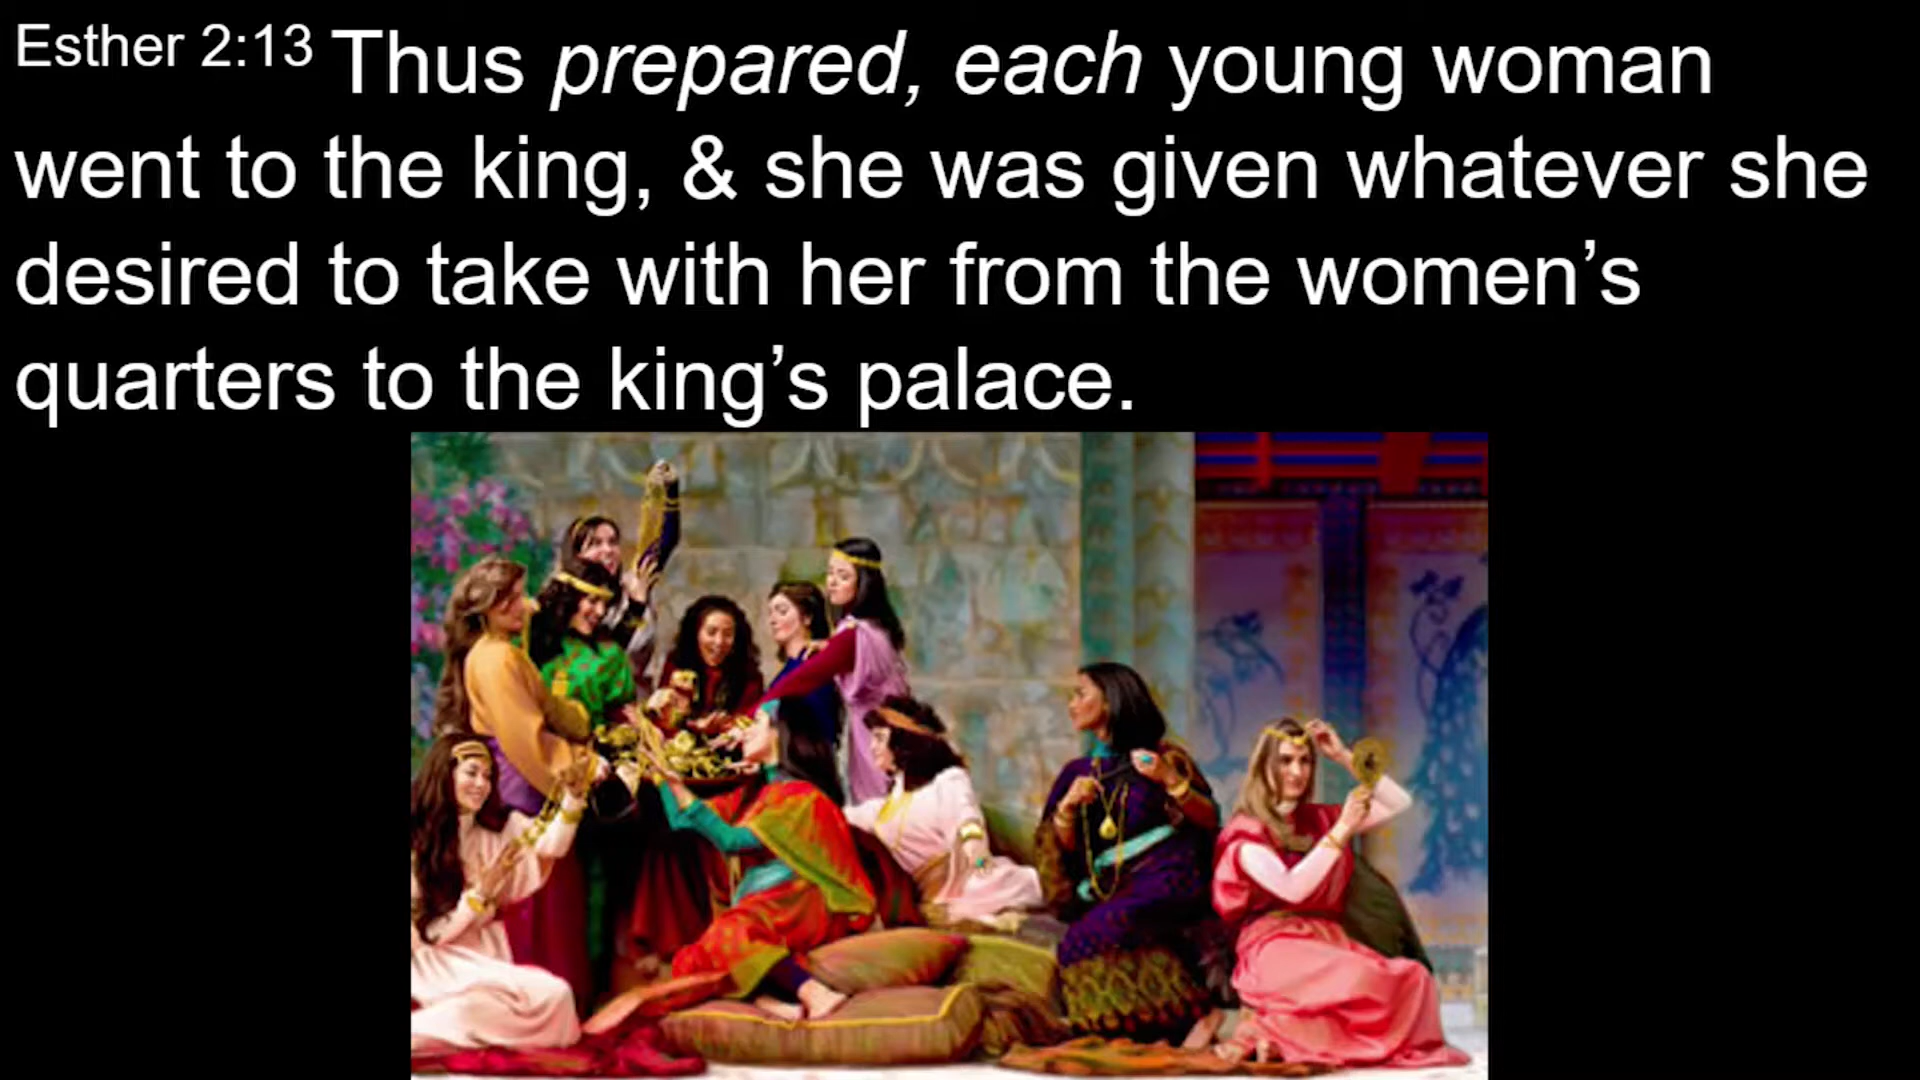 Esther 2:13 Thus prepared, each young woman
went to the king, & she was given whatever she
desired to take with her from the women’s
quarters to the king’s palace.